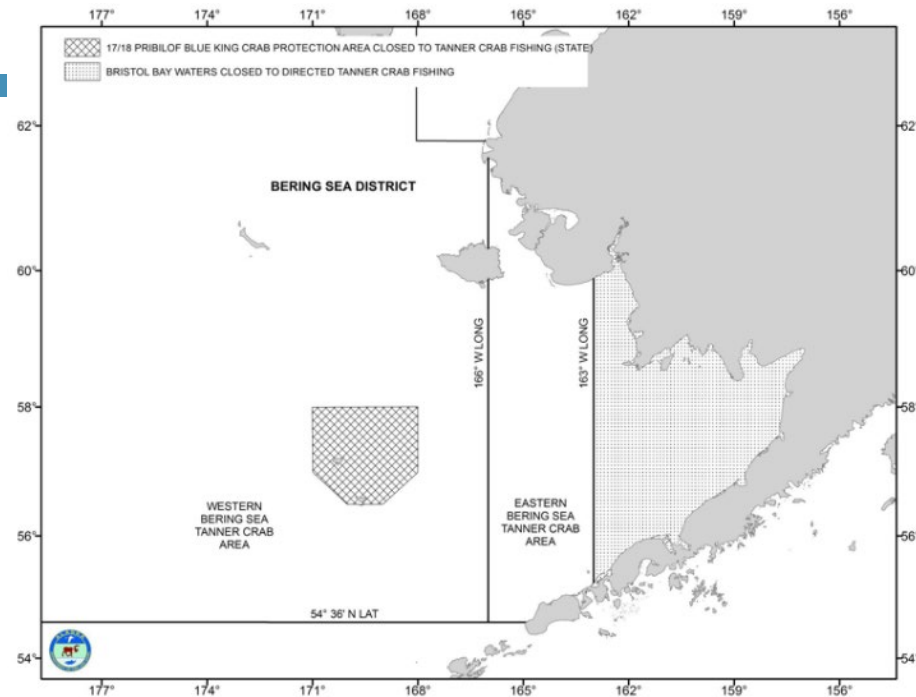 177° 174° 171° 168° 165° 162° 159° 156°
17/18 PRIBILOF BLUE KING CRAB PROTECTION AREA CLOSED TO TANNER CRAB FISHING (STATE)
BRISTOL BAY WATERS CLOSED TO DIRECTED TANNER CRAB FISHING
62° 62°
BERING SEA DISTRICT
60° 60°
166° W LONG
163° W LONG
58° 58°
WESTERN
BERING SEA
TANNER CRAB
AREA
EASTERN
BERING SEA
TANNER CRAB
AREA
56° 56°
54° 36' N LAT
54° 54°
177° 174° 171° 168° 165° 162° 159° 156°